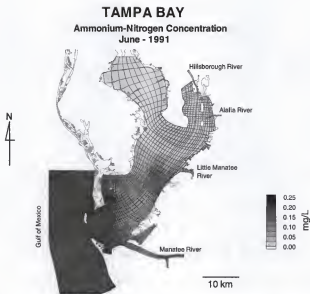 TAMPA BAY
Ammonium-Nitrogen Concentration
June - 1991
Hillsborough River
Alafia River
N
Little Manatee
River
Gulf of Mexico
0.25
0.20
0.15
0.10
0.05
0.00
mg/L
Manatee River
10 km